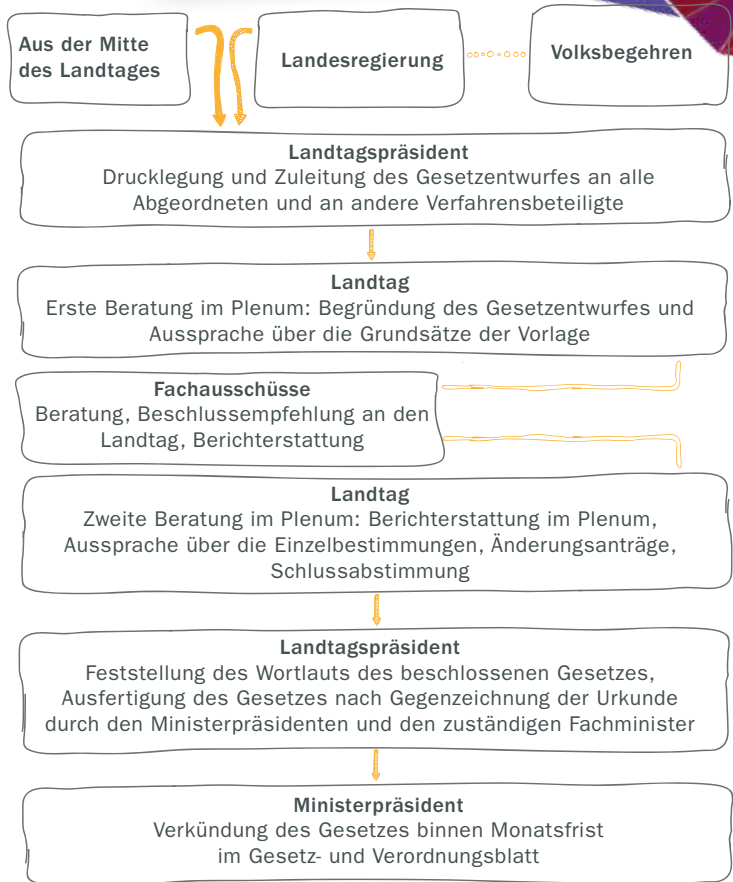 Aus der Mitte
des Landtages
Landesregierung
Volksbegehren
Landtagspräsident
Drucklegung und Zuleitung des Gesetzentwurfes an alle
Abgeordneten und an andere Verfahrensbeteiligte
Landtag
Erste Beratung im Plenum: Begründung des Gesetzentwurfes und
Aussprache über die Grundsätze der Vorlage
Fachausschüsse
Beratung, Beschlussempfehlung an den
Landtag, Berichterstattung
Landtag
Zweite Beratung im Plenum: Berichterstattung im Plenum,
Aussprache über die Einzelbestimmungen, Änderungsanträge,
Schlussabstimmung
Landtagspräsident
Feststellung des Wortlauts des beschlossenen Gesetzes,
Ausfertigung des Gesetzes nach Gegenzeichnung der Urkunde
durch den Ministerpräsidenten und den zuständigen Fachminister
Ministerpräsident
Verkündung des Gesetzes binnen Monatsfrist
im Gesetz- und Verordnungsblatt